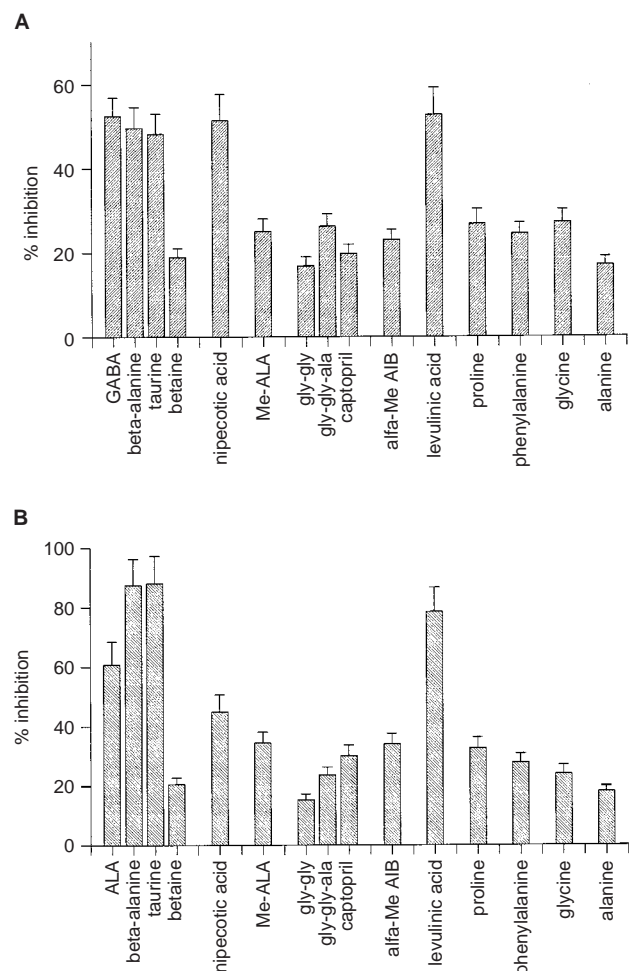 A
% inhibition
60
40
20
0
GABA
beta-alanine
taurine
betaine
nipecotic acid
Me-ALA
gly-gly
gly-gly-ala
captopril
alfa-Me AIB
levulinic acid
proline
phenylalanine
glycine
alanine
B
% inhibition
100
80
60
40
20
0
ALA
beta-alanine
taurine
betaine
nipecotic acid
Me-ALA
gly-gly
gly-gly-ala
captopril
alfa-Me AIB
levulinic acid
proline
phenylalanine
glycine
alanine